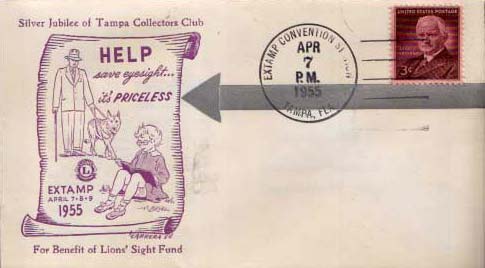 Silver Jubilee of Tampa Collectors Club
HELP
save eyesight...
it's PRICELESS
L
EXTAMP
APRIL 7-8-9
1955
For Benefit of Lions' Sight Fund
EXTAMP CONVENTION
APR
7
P.M.
1955
TAMPA, FLA
UNITED STATES POSTAGE
3¢